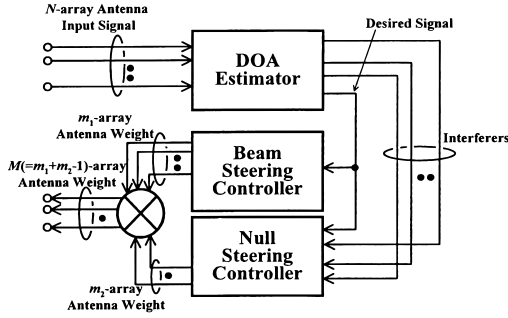 N-array Antenna
Input Signal
Desired Signal
DOA
Estimator
m1-array
Antenna Weight
Interferers
M(=m1+m2-1)-array
Antenna Weight
Beam
Steering
Controller
Null
Steering
Controller
m2-array
Antenna Weight